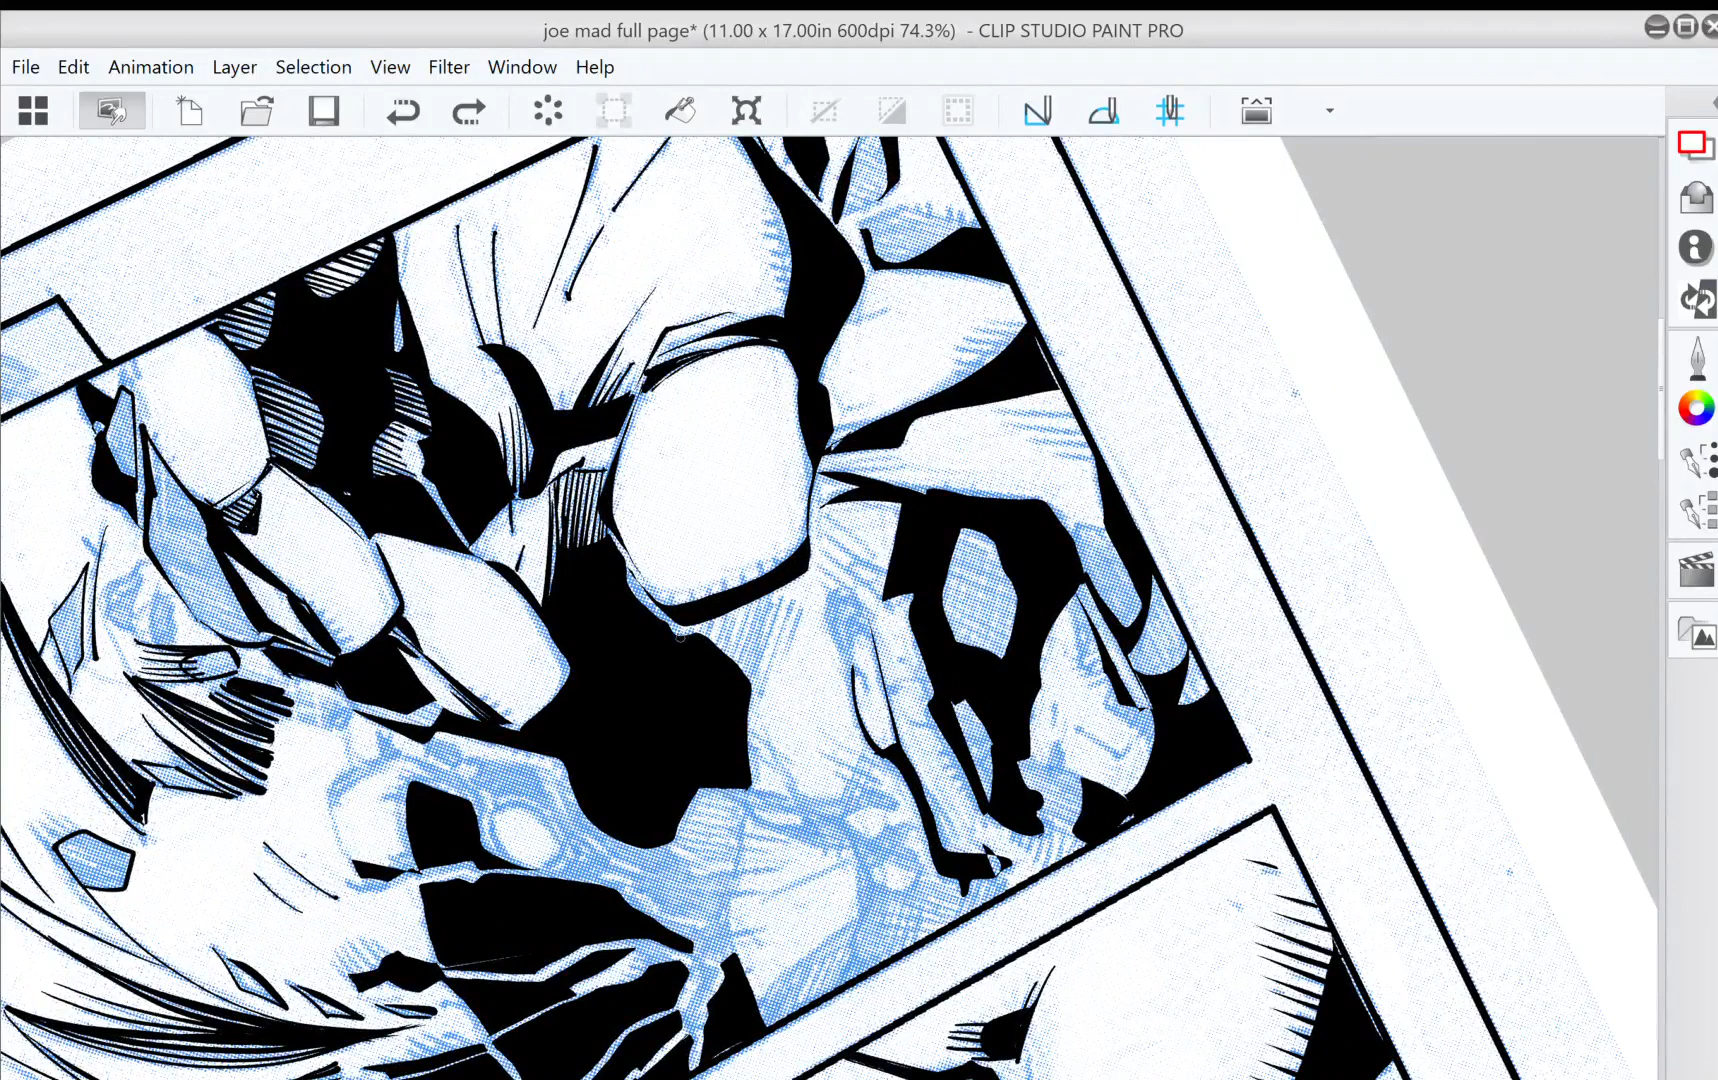 joe mad full page* (11.00 x 17.00in 600dpi 74.3%) - CLIP STUDIO PAINT PRO
File Edit Animation Layer Selection View Filter Window Help